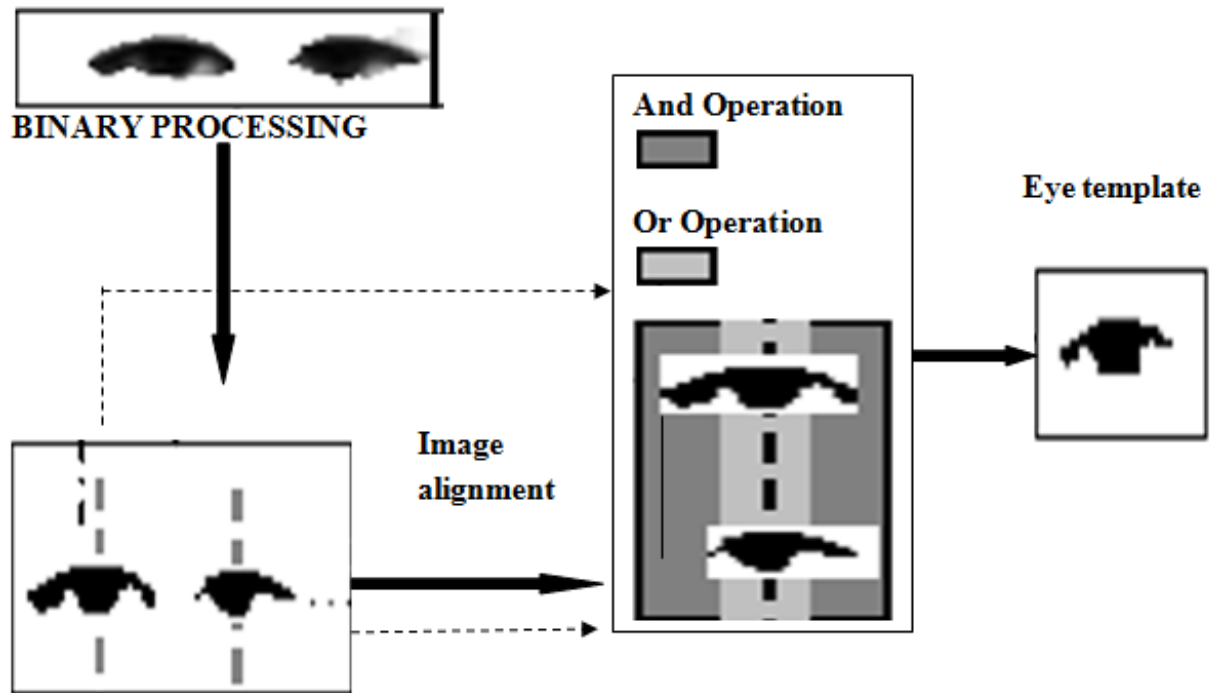 BINARY PROCESSING
And Operation
Or Operation
Eye template
Image
alignment